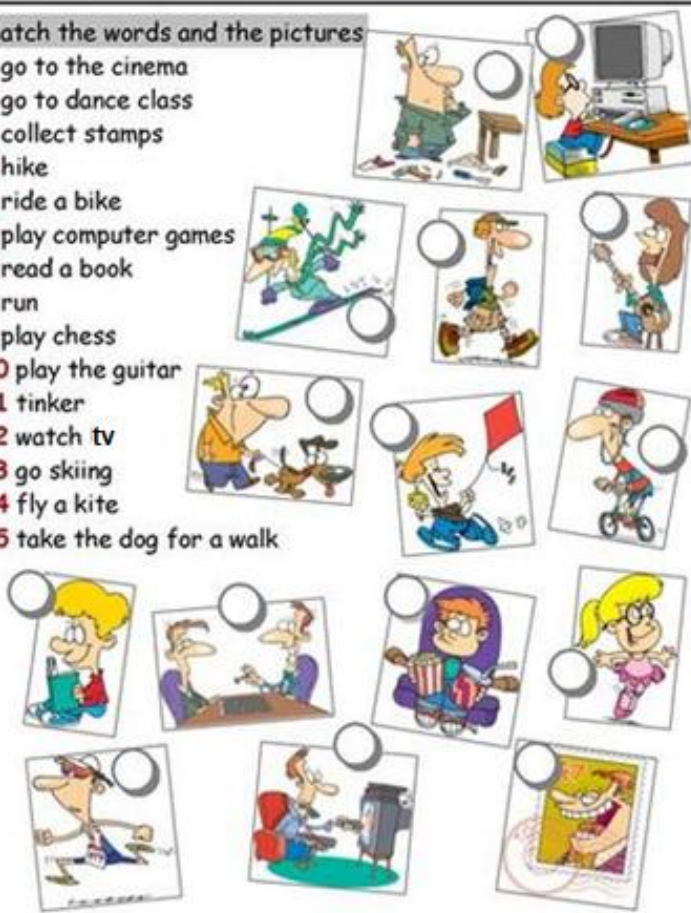 atch the words and the pictures
go to the cinema
go to dance class
collect stamps
hike
ride a bike
play computer games
read a book
run
play chess
0 play the guitar
1 tinker
2 watch tv
3 go skiing
4 fly a kite
5 take the dog for a walk